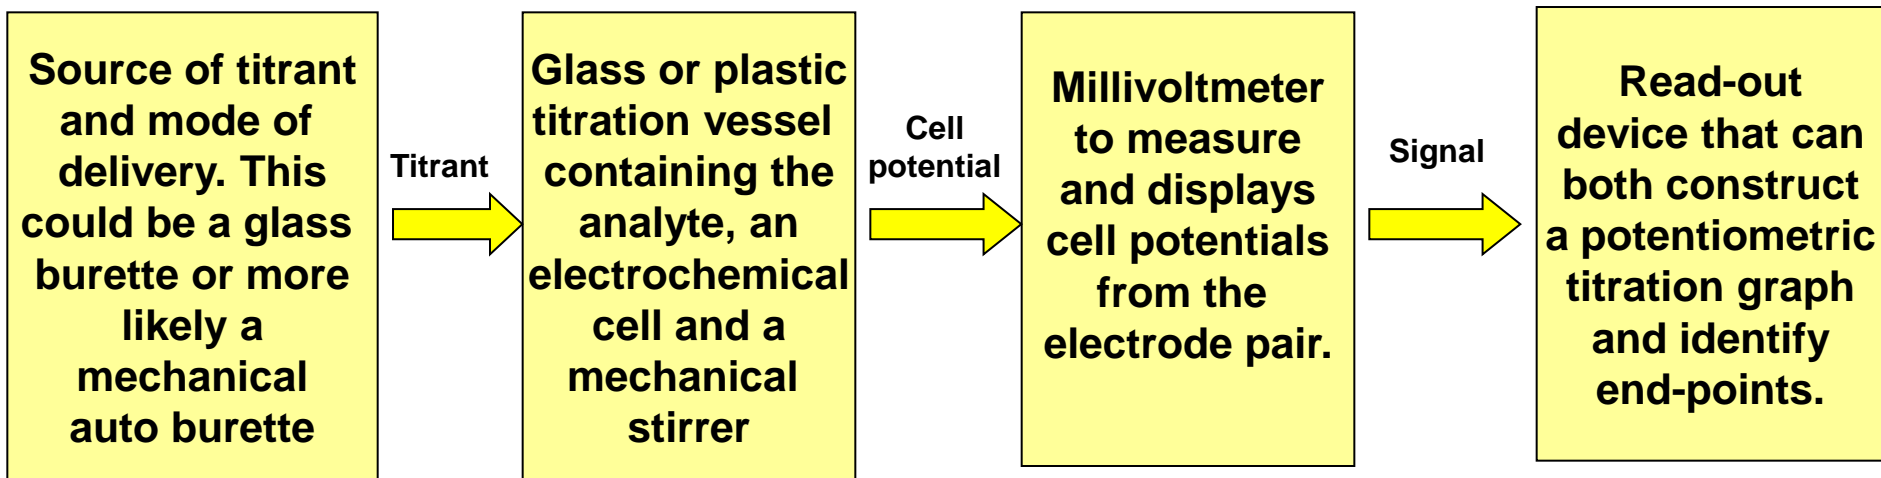 Source of titrant
and mode of
delivery. This
could be a glass
burette or more
likely a
mechanical
auto burette
Titrant
Glass or plastic
titration vessel
containing the
analyte, an
electrochemical
cell and a
mechanical
stirrer
Cell
potential
Millivoltmeter
to measure
and displays
cell potentials
from the
electrode pair.
Signal
Read-out
device that can
both construct
a potentiometric
titration graph
and identify
end-points.